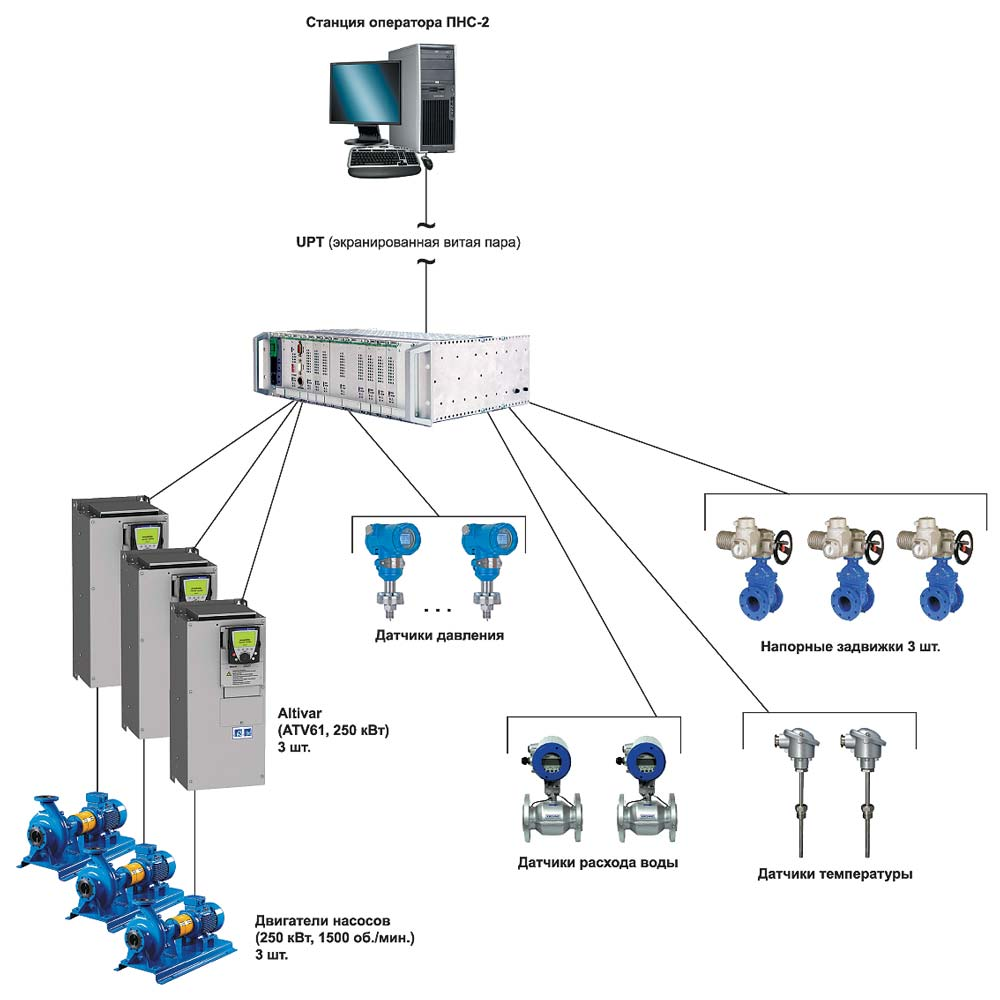 Станция оператора ПНС-2
UPT (экранированная витая пара)
Датчики давления
Напорные задвижки 3 шт.
Altivar
(ATV61, 250 кВт)
3 шт.
Датчики расхода воды
Датчики температуры
Двигатели насосов
(250 кВт, 1500 об./мин.)
3 шт.